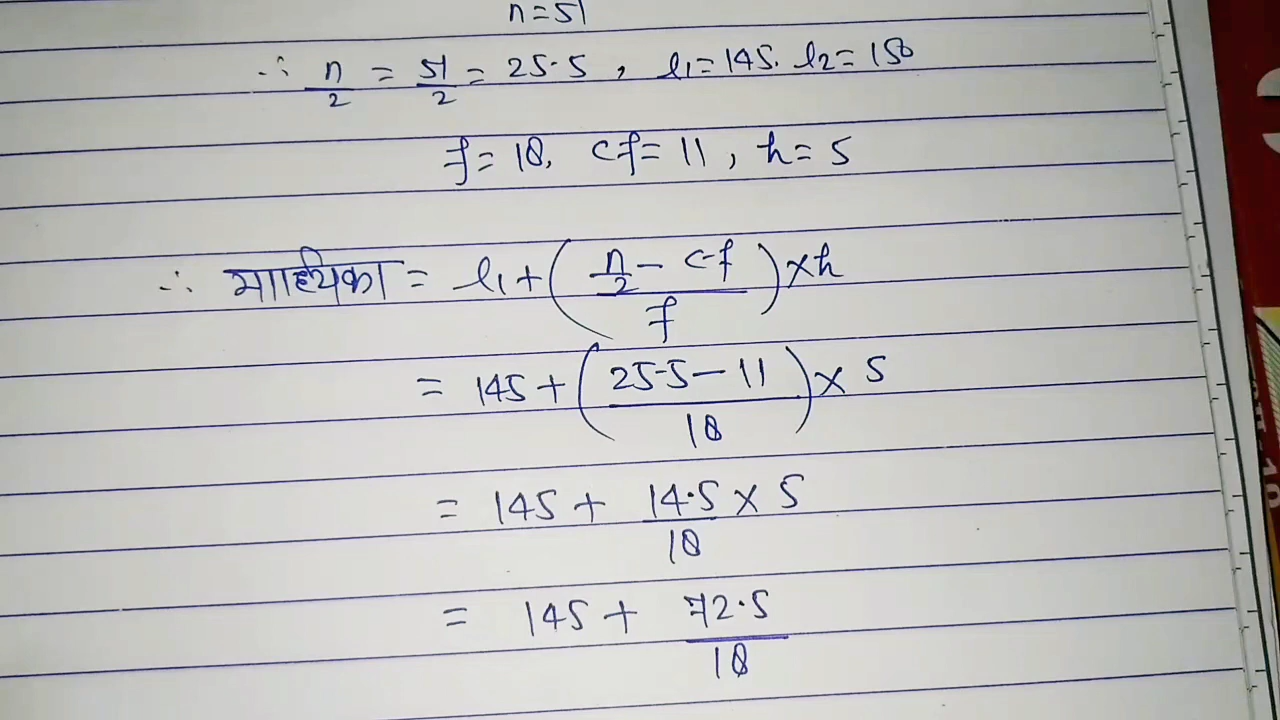 n=51
∴ n/2 = 51/2 = 25.5 , l₁=145. l₂=150
f=18, cf=11, h=5
∴ माध्यिका = l₁+(n/2-cf/f)×h
= 145+(25.5-11/18)×5
= 145+ 14.5×5/18
= 145+ 72.5/18